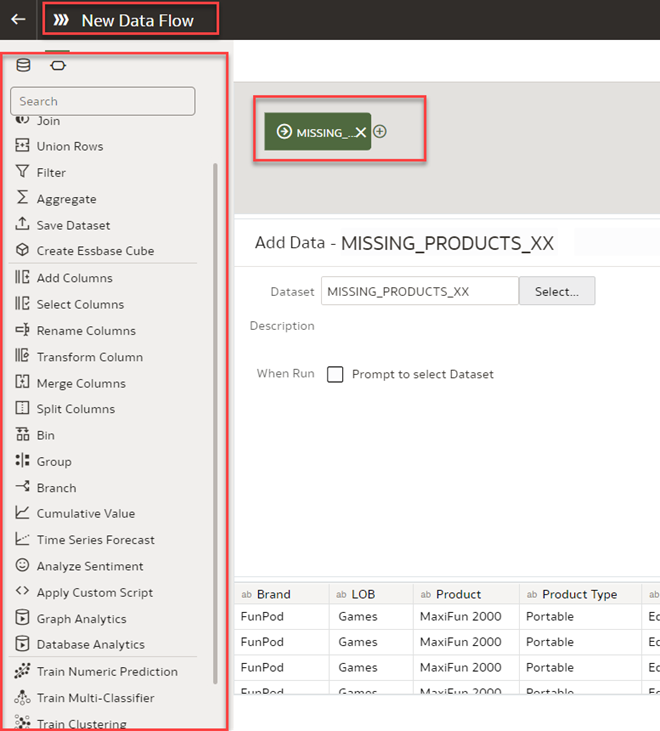 New Data Flow
Search
Join
Union Rows
Filter
Aggregate
Save Dataset
Create Essbase Cube
Add Columns
Select Columns
Rename Columns
Transform Column
Merge Columns
Split Columns
Bin
Group
Branch
Cumulative Value
Time Series Forecast
Analyze Sentiment
Apply Custom Script
Graph Analytics
Database Analytics
Train Numeric Prediction
Train Multi-Classifier
Train Clustering
MISSING_...
Add Data - MISSING_PRODUCTS_XX
Dataset MISSING_PRODUCTS_XX Select...
Description
When Run Prompt to select Dataset
ab Brand ab LOB ab Product ab Product Type ab
FunPod Games MaxiFun 2000 Portable Ec
FunPod Games MaxiFun 2000 Portable Ec
FunPod Games MaxiFun 2000 Portable Ec
FunPod Games MaxiFun 2000 Portable Ec